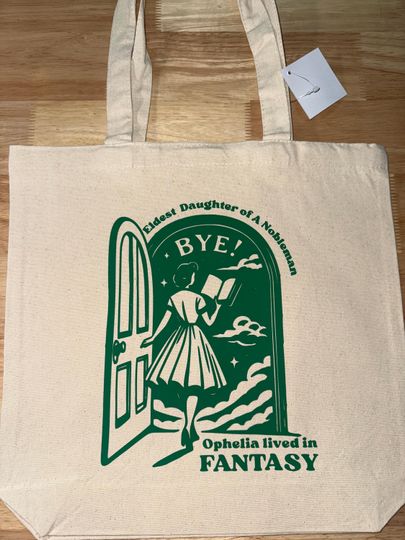 Eldest Daughter of A Nobleman
BYE!
Ophelia lived in
FANTASY